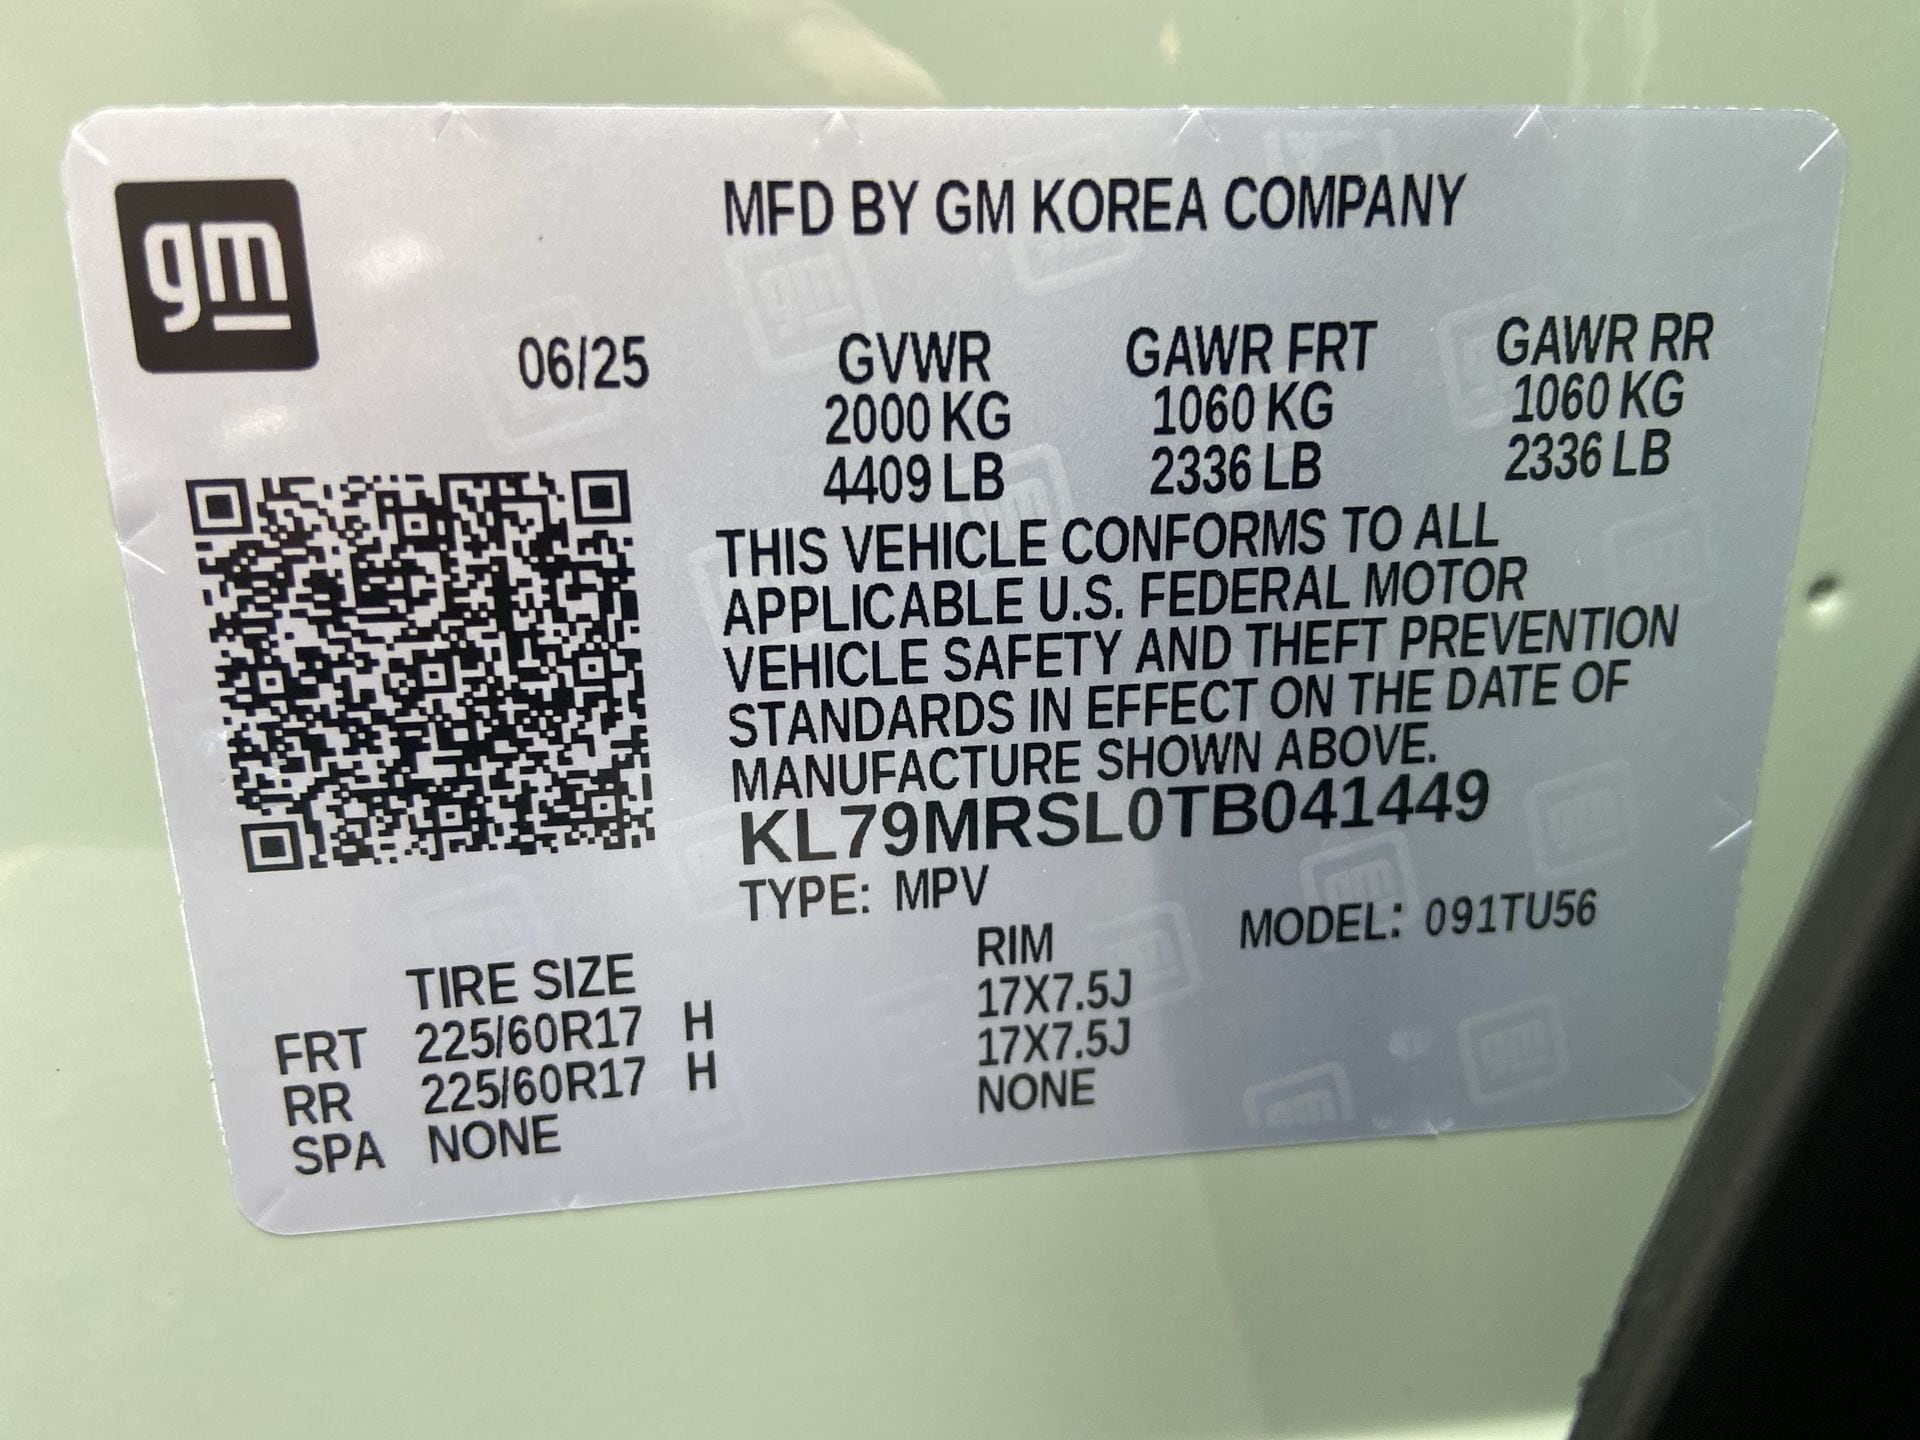 gm
MFD BY GM KOREA COMPANY
06/25
GVWR GAWR FRT GAWR RR
2000 KG 1060 KG 1060 KG
4409 LB 2336 LB 2336 LB
THIS VEHICLE CONFORMS TO ALL
APPLICABLE U.S. FEDERAL MOTOR
VEHICLE SAFETY AND THEFT PREVENTION
STANDARDS IN EFFECT ON THE DATE OF
MANUFACTURE SHOWN ABOVE.
KL79MRSL0TB041449
TYPE: MPV MODEL: 091TU56
TIRE SIZE RIM
FRT 225/60R17 H 17X7.5J
RR 225/60R17 H 17X7.5J
SPA NONE NONE